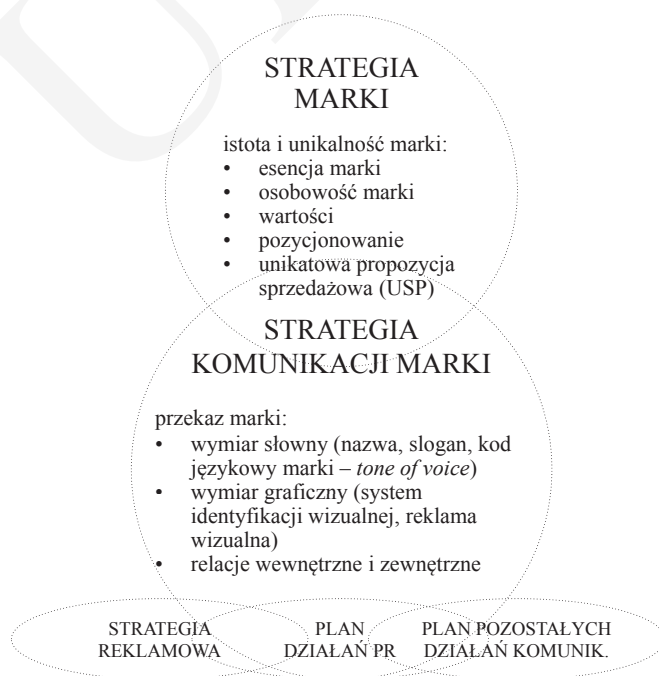 STRATEGIA
MARKI
istota i unikalność marki:
• esencja marki
• osobowość marki
• wartości
• pozycjonowanie
• unikatowa propozycja
sprzedażowa (USP)
STRATEGIA
KOMUNIKACJI MARKI
przekaz marki:
• wymiar słowny (nazwa, slogan, kod
językowy marki – tone of voice)
• wymiar graficzny (system
identyfikacji wizualnej, reklama
wizualna)
• relacje wewnętrzne i zewnętrzne
STRATEGIA
REKLAMOWA
PLAN
DZIAŁAŃ PR
PLAN POZOSTAŁYCH
DZIAŁAŃ KOMUNIK.